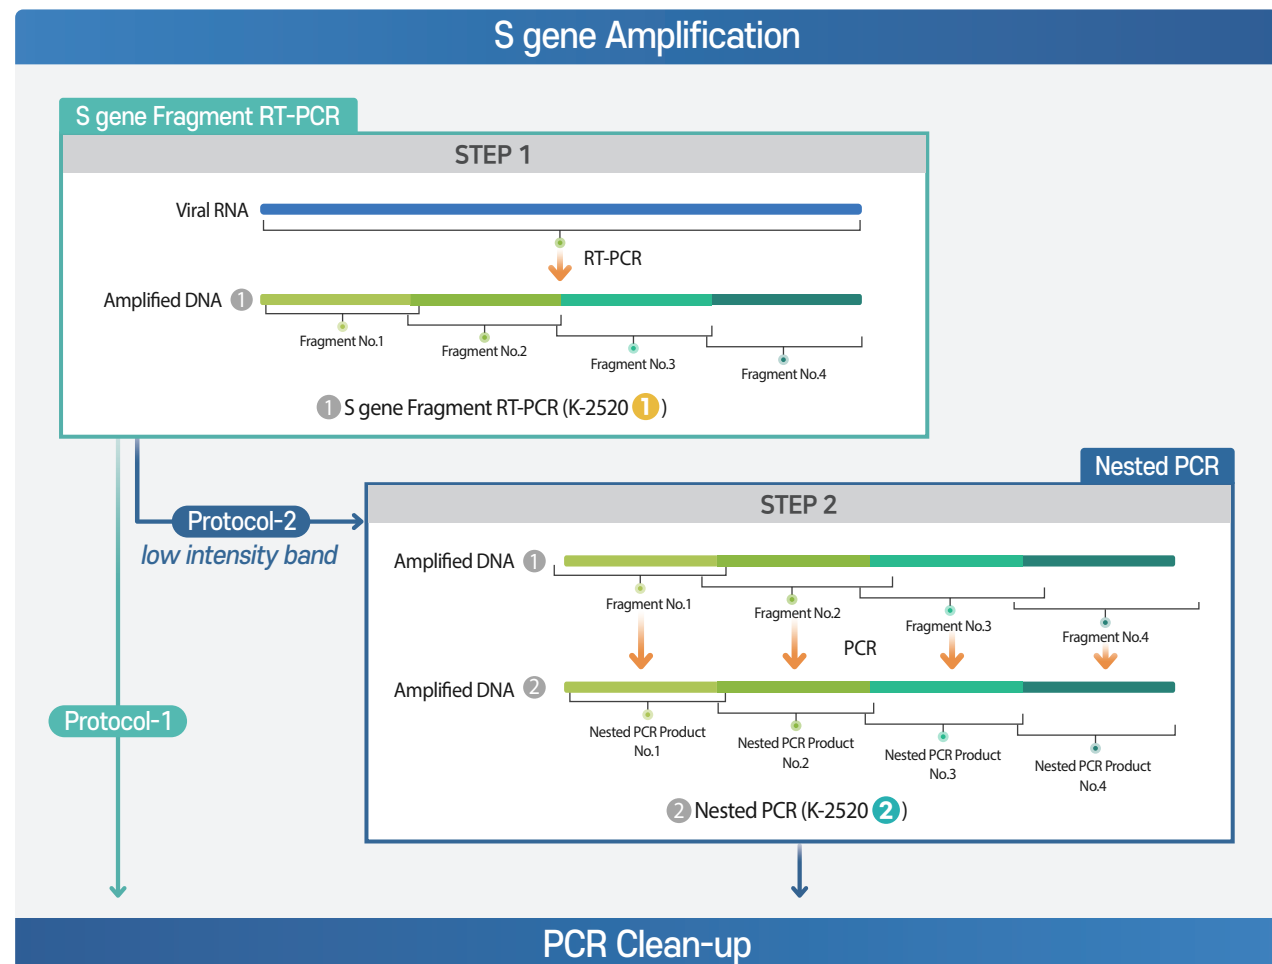 S gene Amplification
S gene Fragment RT-PCR
STEP 1
Viral RNA
RT-PCR
Amplified DNA 1
Fragment No.1
Fragment No.2
Fragment No.3
Fragment No.4
1 S gene Fragment RT-PCR (K-2520 1 )
Nested PCR
STEP 2
Protocol-2
low intensity band
Amplified DNA 1
Fragment No.1
Fragment No.2
Fragment No.3
Fragment No.4
PCR
Amplified DNA 2
Nested PCR Product
No.1
Nested PCR Product
No.2
Nested PCR Product
No.3
Nested PCR Product
No.4
2 Nested PCR (K-2520 2 )
Protocol-1
PCR Clean-up